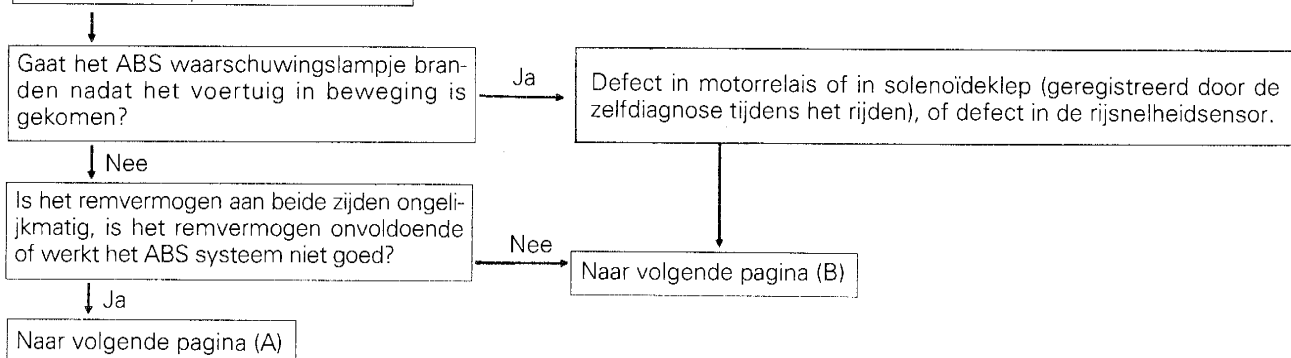 Gaat het ABS waarschuwingslampje bran-
den nadat het voertuig in beweging is
gekomen?
Ja
Defect in motorrelais of in solenoïdeklep (geregistreerd door de
zelfdiagnose tijdens het rijden), of defect in de rijsnelheidsensor.
Nee
Is het remvermogen aan beide zijden ongeli-
jkmatig, is het remvermogen onvoldoende
of werkt het ABS systeem niet goed?
Nee
Naar volgende pagina (B)
Ja
Naar volgende pagina (A)